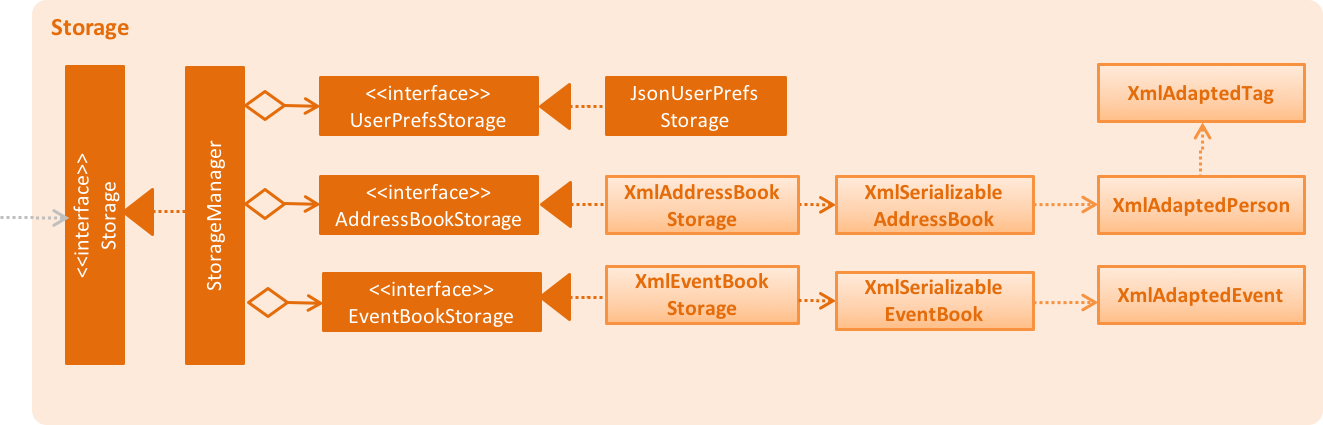 Storage
<<interface>>
Storage
StorageManager
<<interface>>
UserPrefsStorage
JsonUserPrefs
Storage
XmlAdaptedTag
<<interface>>
AddressBookStorage
XmlAddressBook
Storage
XmlSerializable
AddressBook
XmlAdaptedPerson
<<interface>>
EventBookStorage
XmlEventBook
Storage
XmlSerializable
EventBook
XmlAdaptedEvent